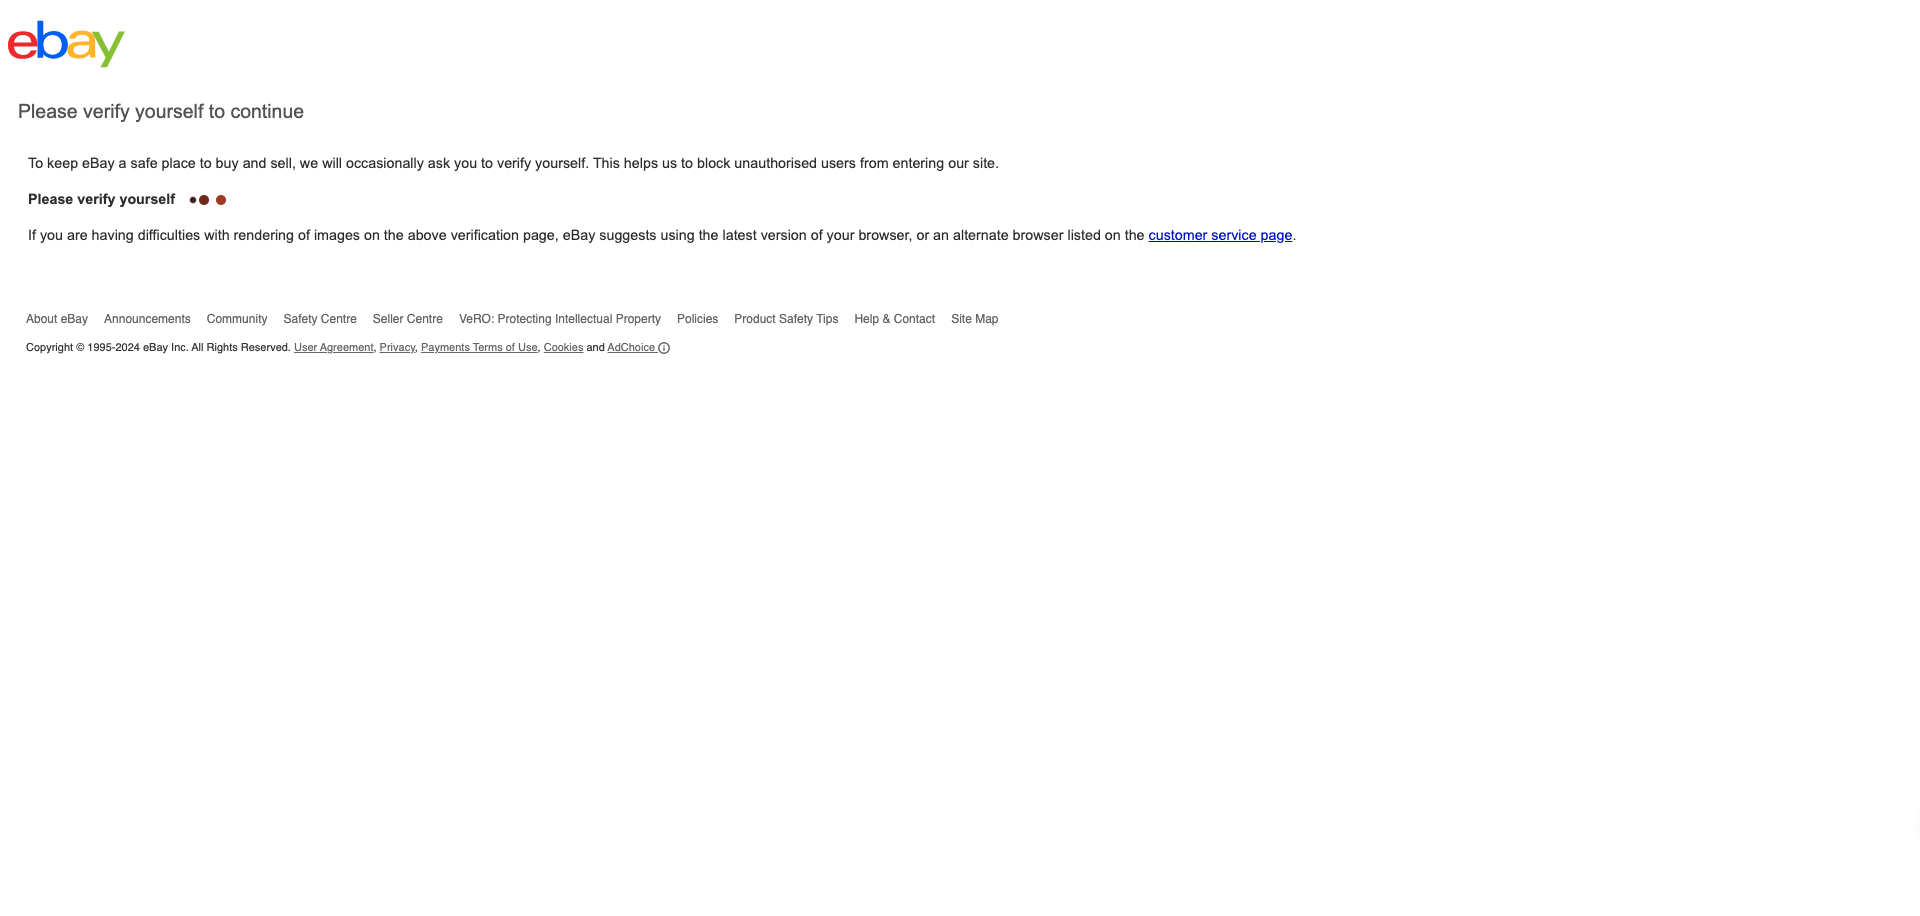 ebay
Please verify yourself to continue
To keep eBay a safe place to buy and sell, we will occasionally ask you to verify yourself. This helps us to block unauthorised users from entering our site.
Please verify yourself
If you are having difficulties with rendering of images on the above verification page, eBay suggests using the latest version of your browser, or an alternate browser listed on the customer service page.
About eBay Announcements Community Safety Centre Seller Centre VeRO: Protecting Intellectual Property Policies Product Safety Tips Help & Contact Site Map
Copyright © 1995-2024 eBay Inc. All Rights Reserved. User Agreement, Privacy, Payments Terms of Use, Cookies and AdChoice